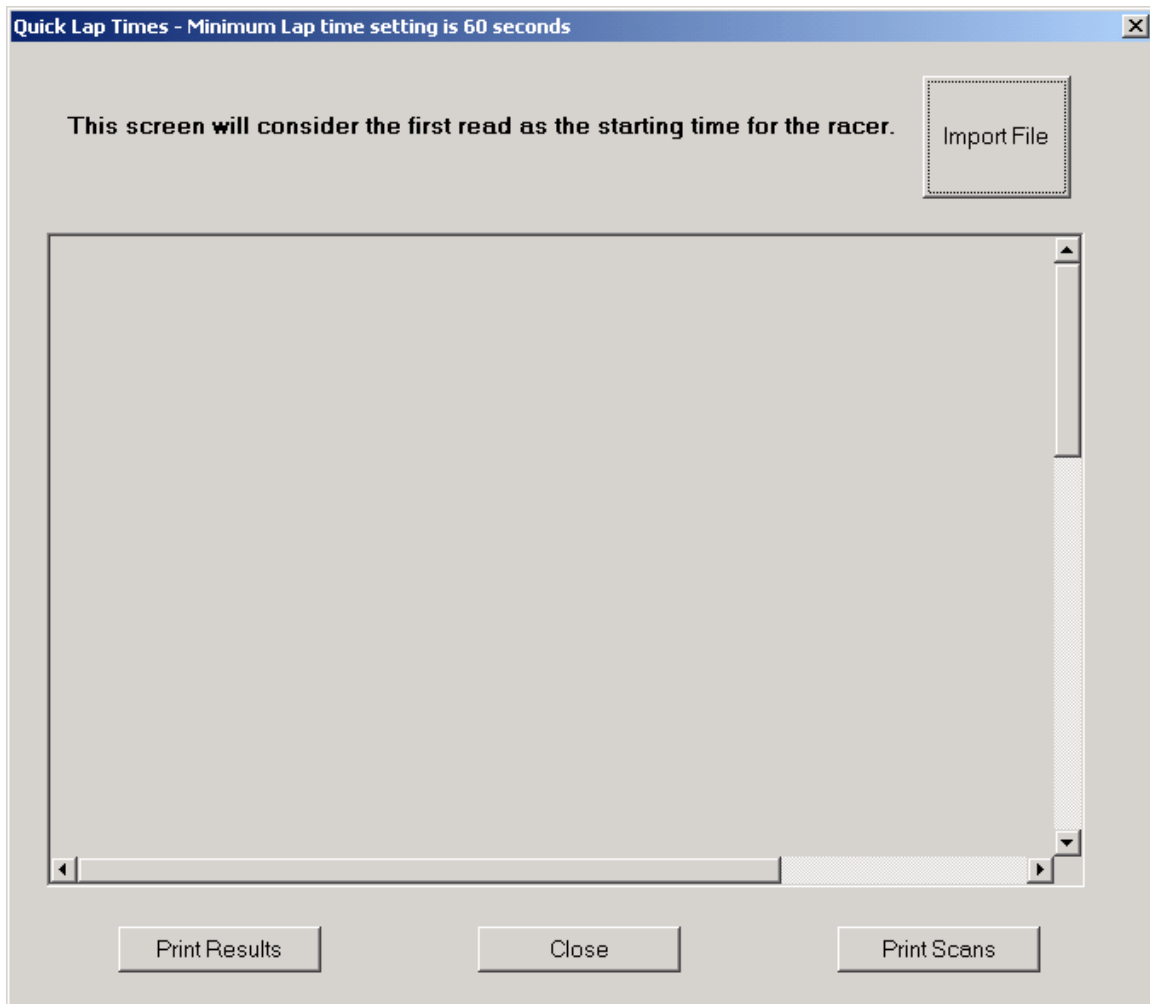 Quick Lap Times - Minimum Lap time setting is 60 seconds
This screen will consider the first read as the starting time for the racer.
Import File
Print Results
Close
Print Scans